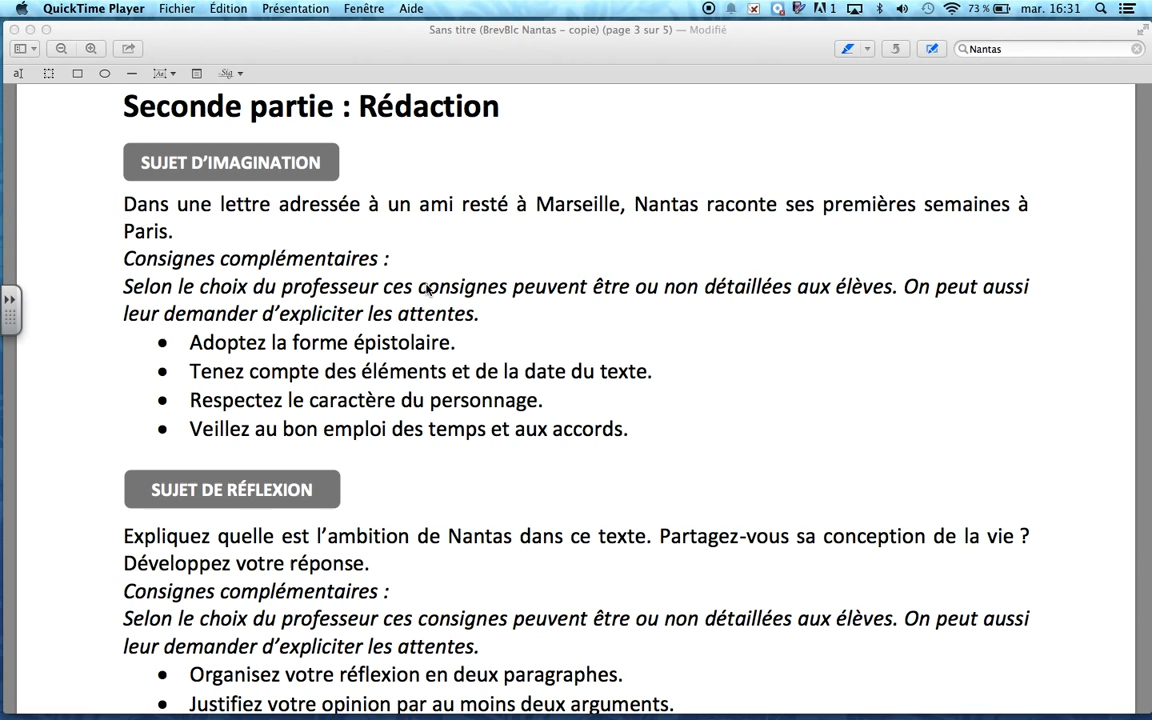 QuickTime Player Fichier Édition Présentation Fenêtre Aide 1 73 % mar. 16:31
Sans titre (BrevBlc Nantas – copie) (page 3 sur 5) — Modifié
Nantas
Seconde partie : Rédaction
SUJET D’IMAGINATION
Dans une lettre adressée à un ami resté à Marseille, Nantas raconte ses premières semaines à
Paris.
Consignes complémentaires :
Selon le choix du professeur ces consignes peuvent être ou non détaillées aux élèves. On peut aussi
leur demander d’expliciter les attentes.
• Adoptez la forme épistolaire.
• Tenez compte des éléments et de la date du texte.
• Respectez le caractère du personnage.
• Veillez au bon emploi des temps et aux accords.
SUJET DE RÉFLEXION
Expliquez quelle est l’ambition de Nantas dans ce texte. Partagez-vous sa conception de la vie ?
Développez votre réponse.
Consignes complémentaires :
Selon le choix du professeur ces consignes peuvent être ou non détaillées aux élèves. On peut aussi
leur demander d’expliciter les attentes.
• Organisez votre réflexion en deux paragraphes.
• Justifiez votre opinion par au moins deux arguments.